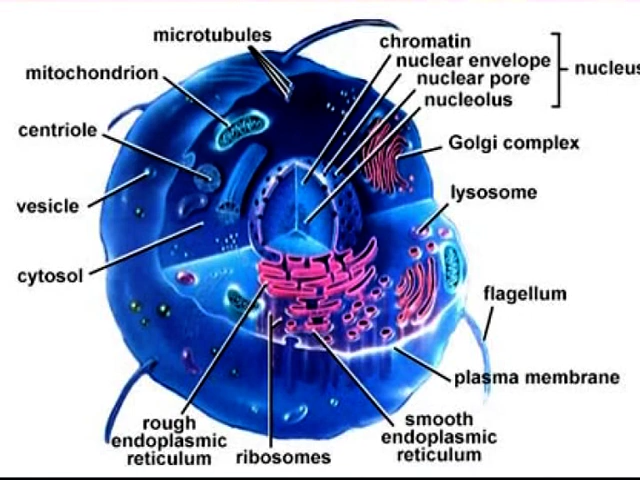 microtubules
chromatin
nuclear envelope
nuclear pore
nucleolus
nucleus
mitochondrion
centriole
Golgi complex
lysosome
vesicle
cytosol
flagellum
plasma membrane
rough
endoplasmic
reticulum
ribosomes
smooth
endoplasmic
reticulum